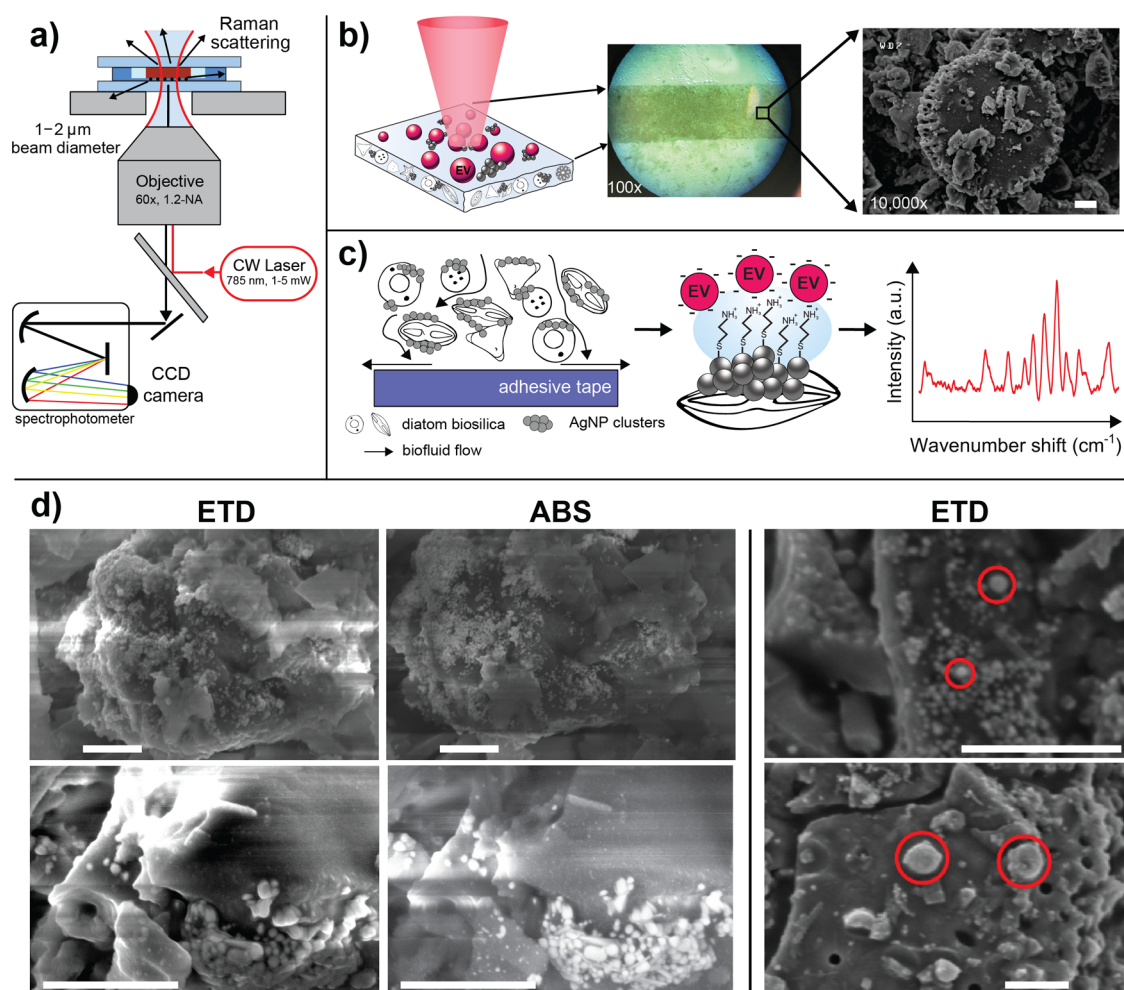 a)
Raman
scattering
1–2 μm
beam diameter
Objective
60x, 1.2-NA
CW Laser
785 nm, 1-5 mW
CCD
camera
spectrophotometer
b)
EV
100x
WD7
10,000x
c)
adhesive tape
diatom biosilica
AgNP clusters
biofluid flow
EV
EV
EV
NH₃⁺
NH₃⁺
NH₃⁺
NH₃⁺
NH₃⁺
S
S
S
S
S
Intensity (a.u.)
Wavenumber shift (cm⁻¹)
d)
ETD
ABS
ETD